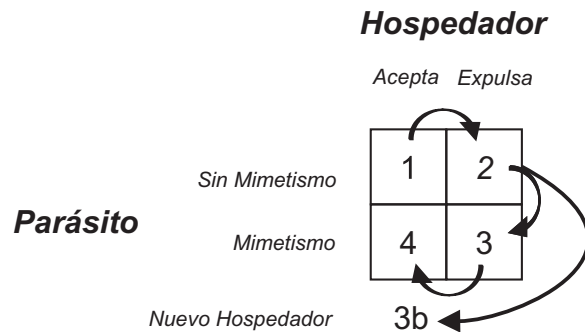 Hospedador
Acepta Expulsa
Sin Mimetismo 1 2
Parásito
Mimetismo 4 3
Nuevo Hospedador 3b